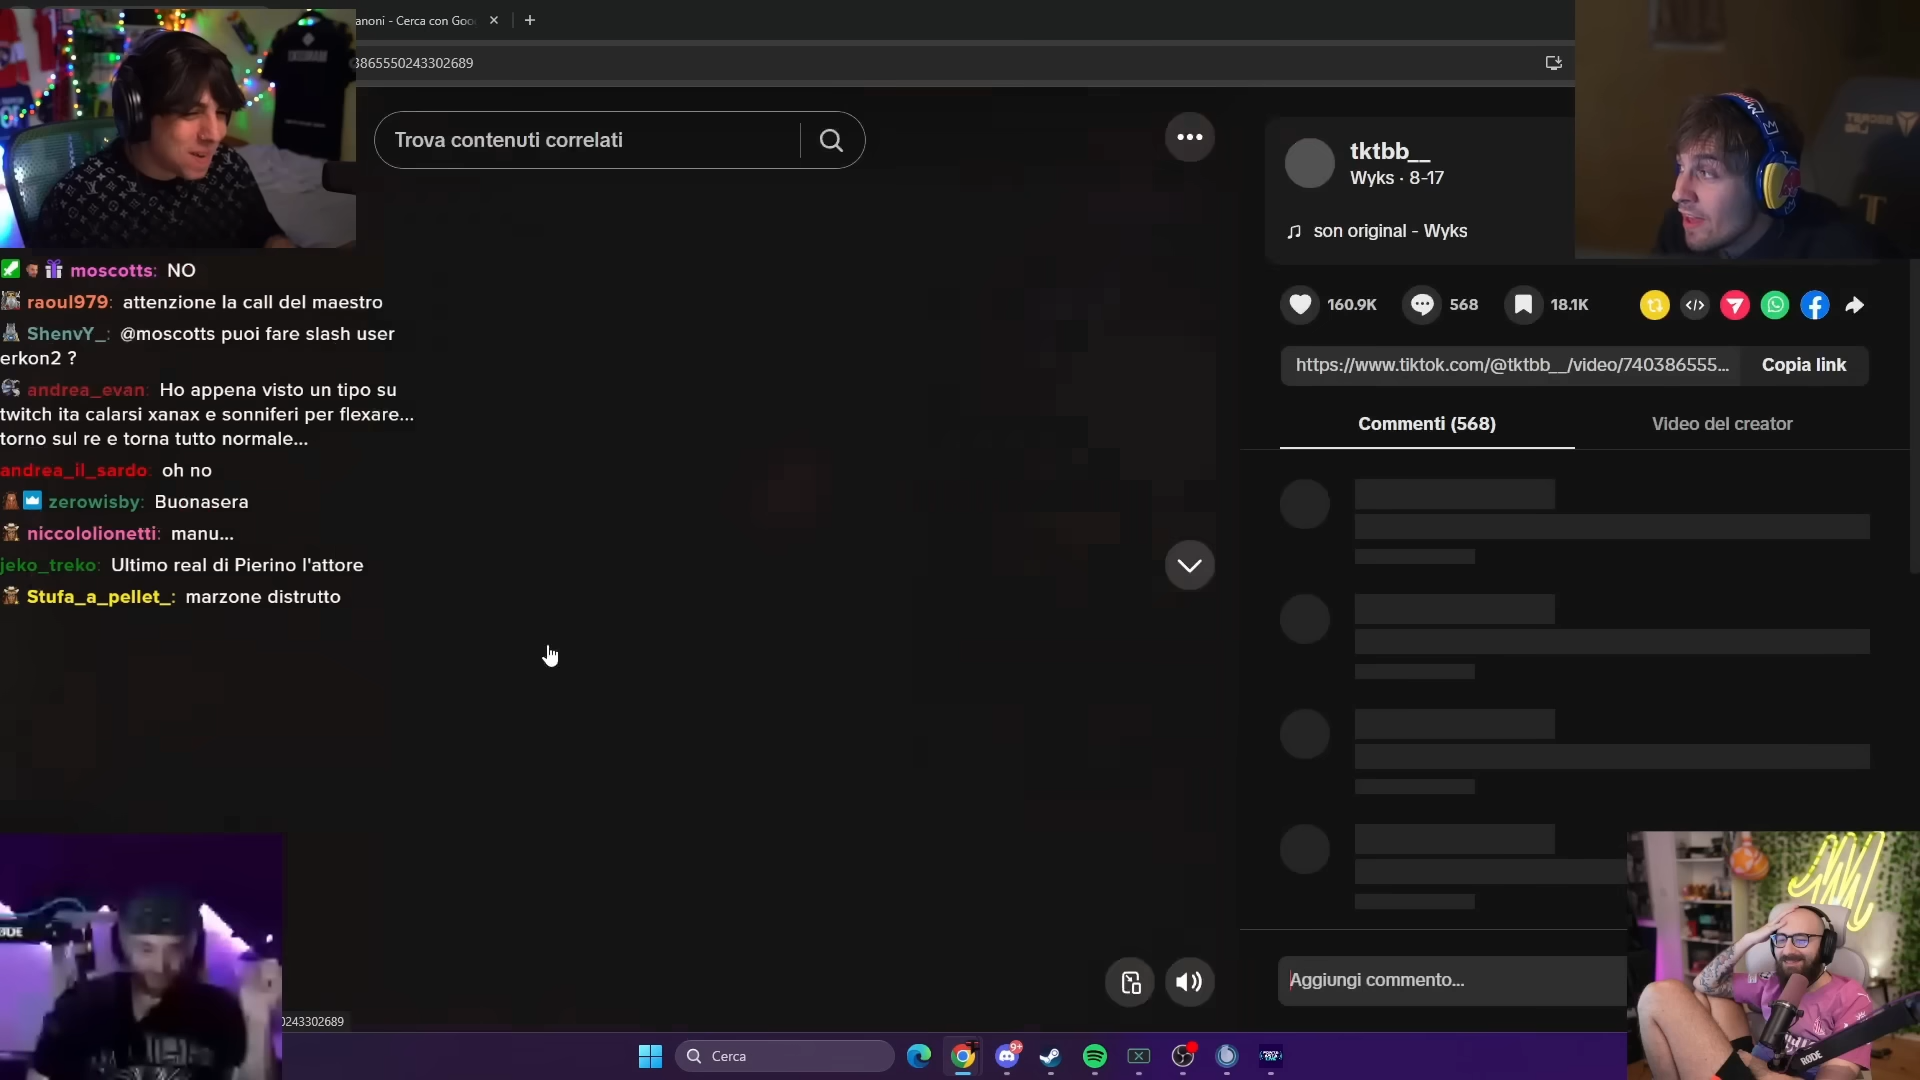 anoni - Cerca con Goo
3865550243302689
Trova contenuti correlati
tktbb__
Wyks · 8-17
son original - Wyks
moscotts: NO
raoul979: attenzione la call del maestro
ShenvY_: @moscotts puoi fare slash user
erkon2 ?
andrea_evan: Ho appena visto un tipo su
twitch ita calarsi xanax e sonniferi per flexare...
torno sul re e torna tutto normale...
andrea_il_sardo: oh no
zerowisby: Buonasera
niccololionetti: manu...
jeko_treko: Ultimo real di Pierino l'attore
Stufa_a_pellet_: marzone distrutto
160.9K
568
18.1K
https://www.tiktok.com/@tktbb__/video/740386555...
Copia link
Commenti (568)
Video del creator
Aggiungi commento...
0243302689
Cerca
9+
RØDE